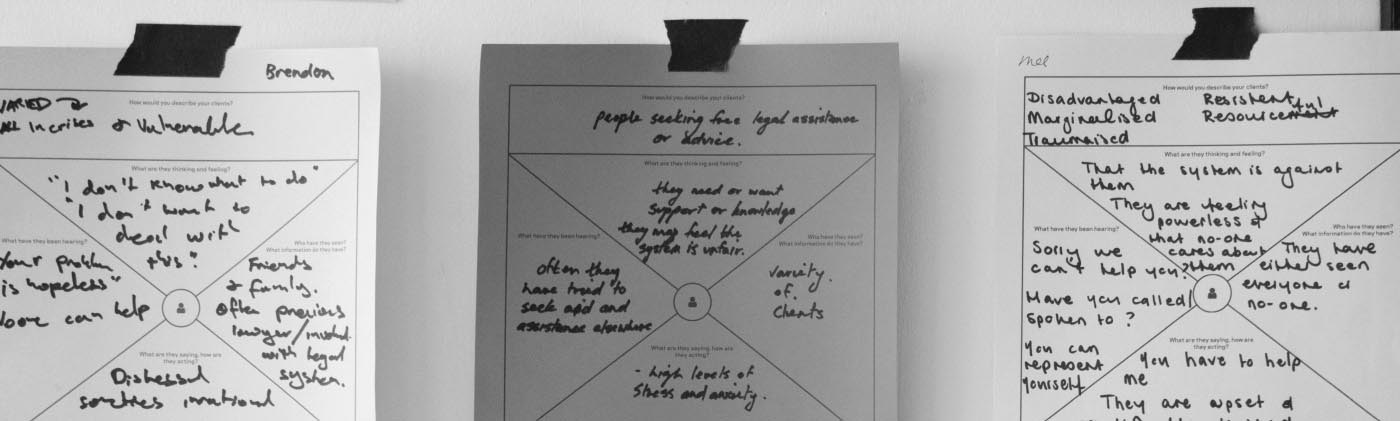 Brendon
How would you describe your clients?
VARIED
& Vulnerable
What are they thinking and feeling?
"I don't know what to do"
"I don't want to
deal with
this"
What have they been hearing?
Your problem
is "hopeless"
can help
Who have they seen?
What information do they have?
Friends
& family.
Often previous
lawyer/
with legal
system.
What are they saying, how are
they acting?
Distressed
sometimes irrational
How would you describe your clients?
people seeking free legal assistance
or advice.
What are they thinking and feeling?
they need or want
support or knowledge
they may feel the
system is unfair.
What have they been hearing?
often they
have tried to
seek aid and
assistance elsewhere
Who have they seen?
What information do they have?
variety
of
clients
What are they saying, how are
they acting?
- high levels of
stress and anxiety.
Mel
How would you describe your clients?
Disadvantaged
Marginalised
Traumatised
Resistent
Resourceful
What are they thinking and feeling?
That the system is against
them
They are feeling
powerless &
that no-one
cares about
them
What have they been hearing?
Sorry we
can't help you?
Have you called/
spoken to?
You can
represent
yourself
Who have they seen?
What information do they have?
They have
either seen
everyone or
no-one.
What are they saying, how are
they acting?
You have to help
me
They are upset &